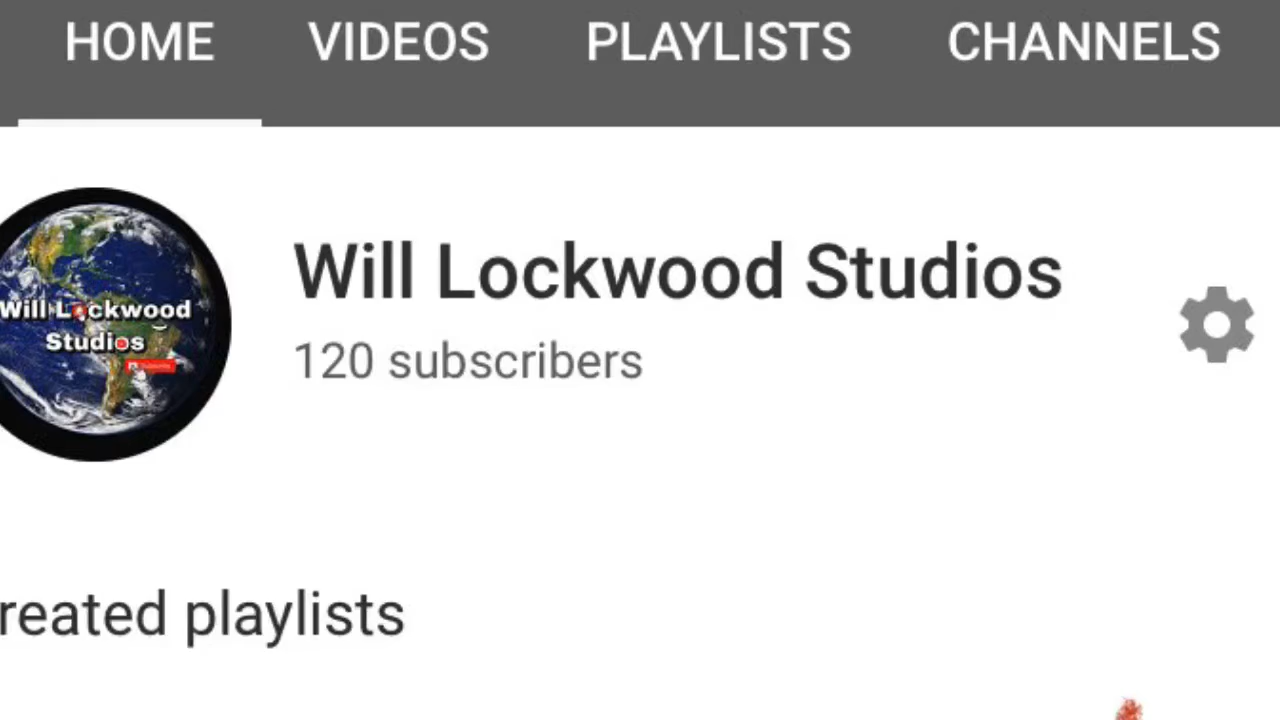 HOME VIDEOS PLAYLISTS CHANNELS
Will Lockwood Studios
120 subscribers
Will Lockwood
Studios
reated playlists